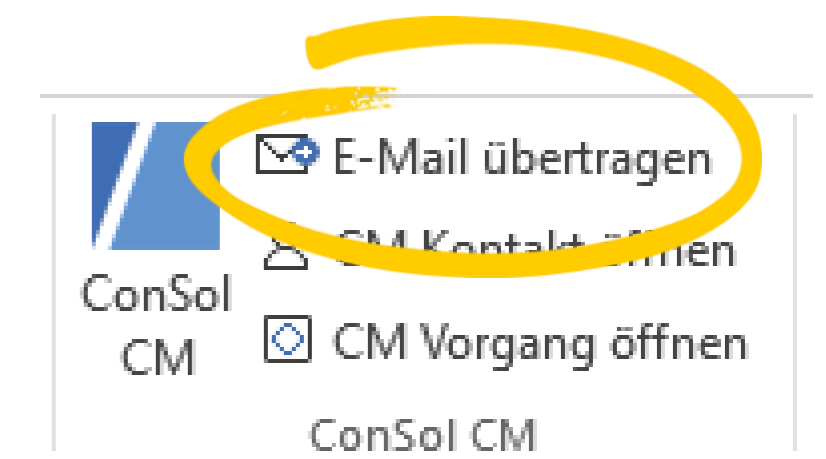 E-Mail übertragen
CM Kontakt öffnen
CM Vorgang öffnen
ConSol
CM
ConSol CM